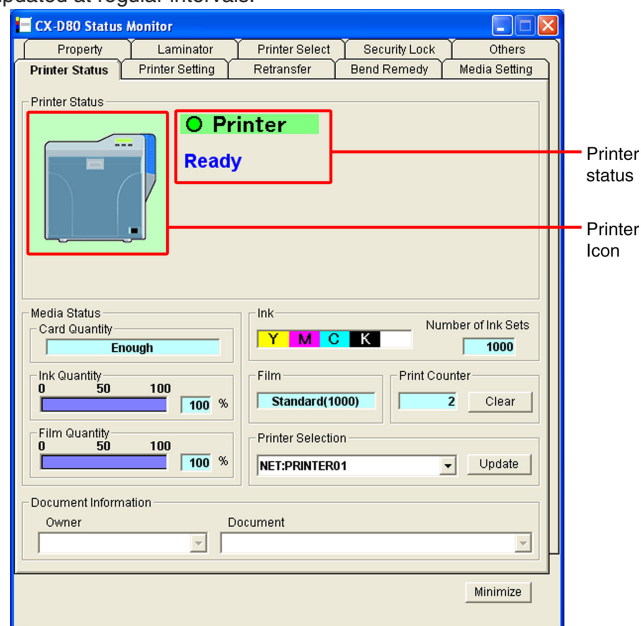 updated at regular intervals.
CX-D80 Status Monitor
Property Laminator Printer Select Security Lock Others
Printer Status Printer Setting Retransfer Bend Remedy Media Setting
Printer Status
Printer
Ready
Printer
status
Printer
Icon
Media Status
Card Quantity
Enough
Ink
Y M C K
Number of Ink Sets
1000
Ink Quantity
0 50 100
100 %
Film
Standard(1000)
Print Counter
2 Clear
Film Quantity
0 50 100
100 %
Printer Selection
NET:PRINTER01 Update
Document Information
Owner Document
Minimize